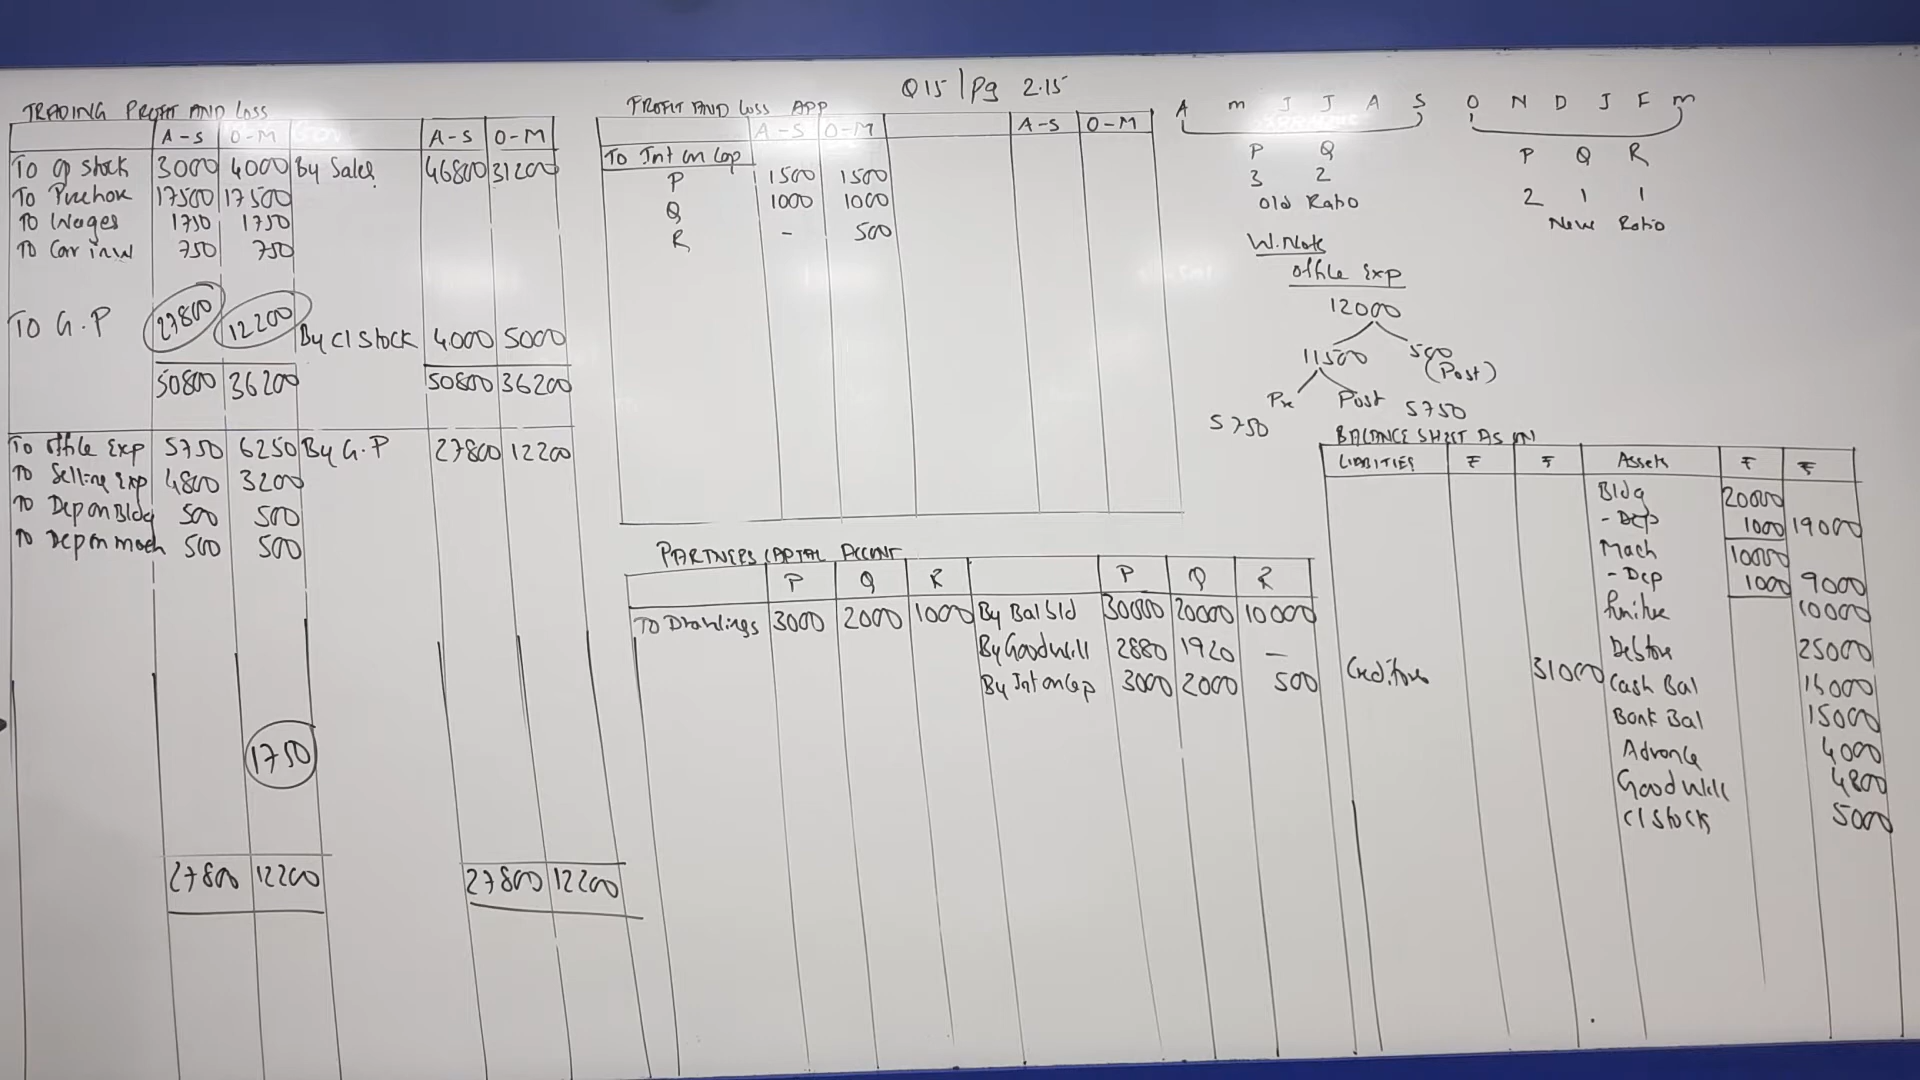 Q15 | Pg 2.15
TRADING PROFIT AND LOSS
A-S O-M A-S O-M
To Op Stock 3000 4000 By Sales 46800 31200
To Purchase 17500 17500
To Wages 1750 1750
To Car inw 750 750
To G.P 27800 12200 By Cl Stock 4000 5000
50800 36200 50800 36200
To Office Exp 5750 6250 By G.P 27800 12200
To Selling Exp 4800 3200
To Dep on Bldg 500 500
To Dep on Mach 500 500
1750
27800 12200 27800 12200
PROFIT AND LOSS APP
A-S O-M A-S O-M
To Int on Cap
P 1500 1500
Q 1000 1000
R - 500
A M J J A S O N D J F M
P Q
3 2
Old Ratio
P Q R
2 1 1
New Ratio
W.Note
Office Exp
12000
11500 500
(Post)
Pre Post
5750 5750
PARTNERS CAPITAL ACCOUNT
P Q R P Q R
To Drawings 3000 2000 1000 By Bal b/d 30000 20000 10000
By Goodwill 2880 1920 -
By Int on Cap 3000 2000 500
BALANCE SHEET AS ON
LIABITIES ₹ ₹ Assets ₹ ₹
Bldg 20000
- Dep 1000 19000
Mach 10000
- Dep 1000 9000
Furniture 10000
Debtors 25000
Creditors 31000 Cash Bal 15000
Bank Bal 15000
Advance 4000
Goodwill 4800
Cl Stock 5000